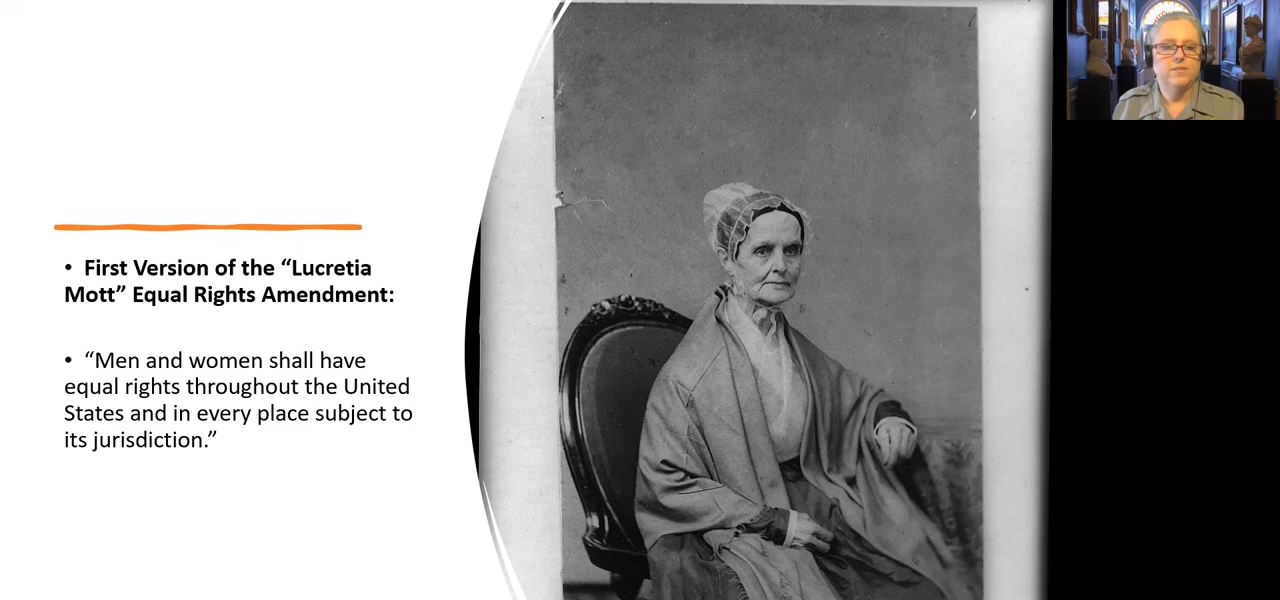 • First Version of the “Lucretia
Mott” Equal Rights Amendment:
• “Men and women shall have
equal rights throughout the United
States and in every place subject to
its jurisdiction.”